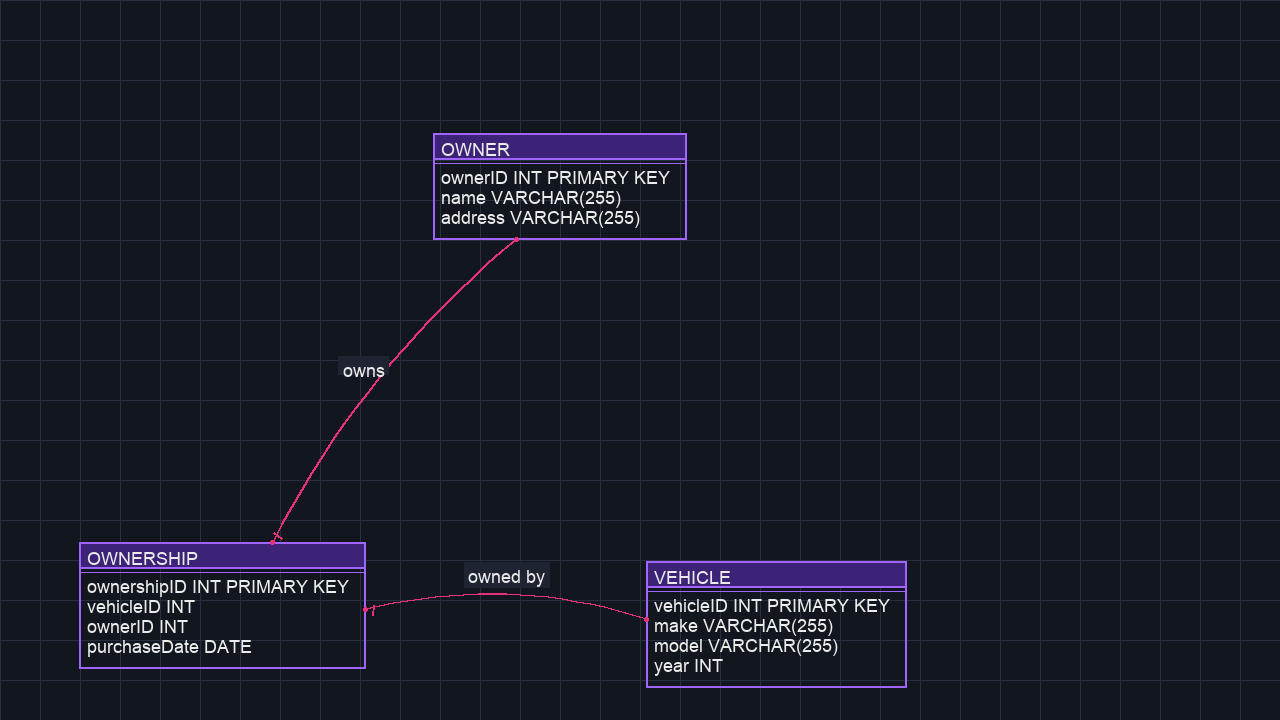 OWNER
ownerID INT PRIMARY KEY
name VARCHAR(255)
address VARCHAR(255)
owns
OWNERSHIP
ownershipID INT PRIMARY KEY
vehicleID INT
ownerID INT
purchaseDate DATE
owned by
VEHICLE
vehicleID INT PRIMARY KEY
make VARCHAR(255)
model VARCHAR(255)
year INT